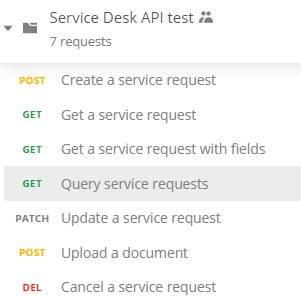 Service Desk API test
7 requests
POST Create a service request
GET Get a service request
GET Get a service request with fields
GET Query service requests
PATCH Update a service request
POST Upload a document
DEL Cancel a service request